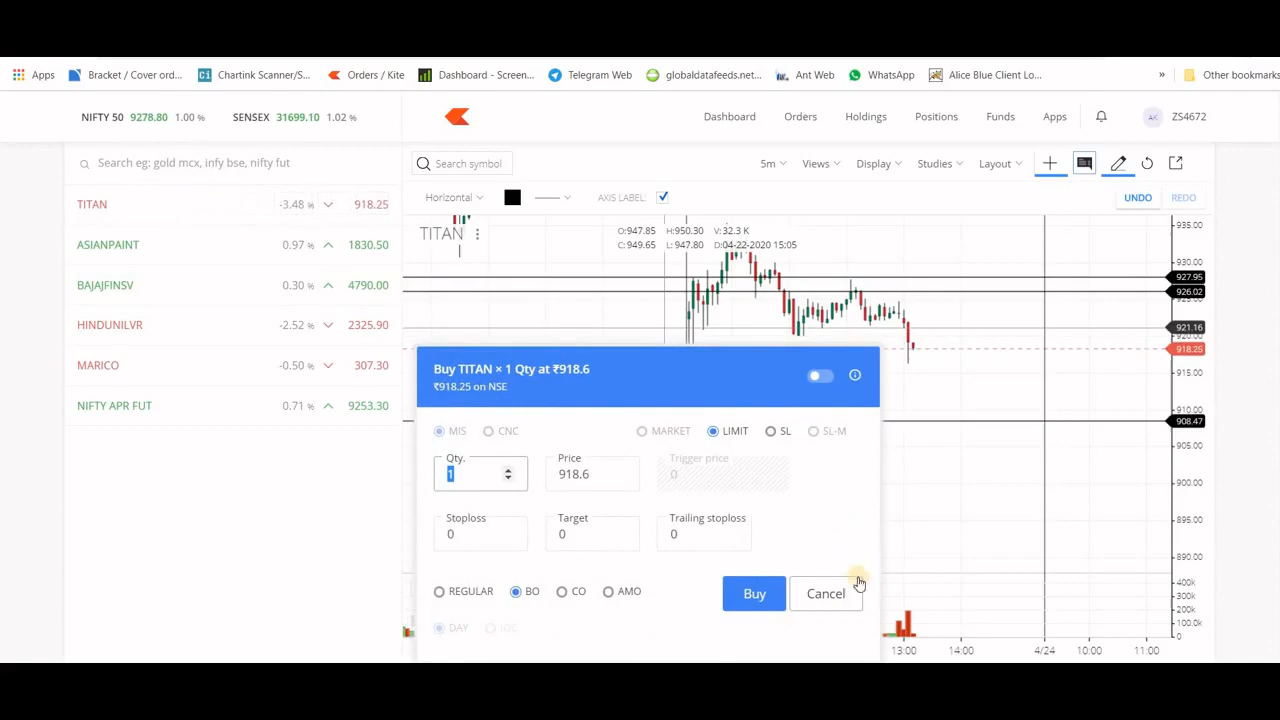 Apps Bracket / Cover ord... Chartink Scanner/S... Orders / Kite Dashboard - Screen... Telegram Web globaldatafeeds.net... Ant Web WhatsApp Alice Blue Client Lo... » Other bookmarks
NIFTY 50 9278.80 1.00 % SENSEX 31699.10 1.02 % Dashboard Orders Holdings Positions Funds Apps AK ZS4672
Search eg: gold mcx, infy bse, nifty fut
Search symbol 5m Views Display Studies Layout
Horizontal AXIS LABEL: UNDO REDO
TITAN -3.48 % 918.25
ASIANPAINT 0.97 % 1830.50
BAJAJFINSV 0.30 % 4790.00
HINDUNILVR -2.52 % 2325.90
MARICO -0.50 % 307.30
NIFTY APR FUT 0.71 % 9253.30
TITAN
O:947.85 H:950.30 V:32.3 K
C:949.65 L: 947.80 D:04-22-2020 15:05
935.00
930.00
927.95
926.02
921.16
918.25
915.00
910.00
908.47
905.00
900.00
895.00
890.00
400k
300k
200k
100.0k
0
13:00 14:00 4/24 10:00 11:00
Buy TITAN × 1 Qty at ₹918.6
₹918.25 on NSE
MIS CNC MARKET LIMIT SL SL-M
Qty. Price Trigger price
1 918.6 0
Stoploss Target Trailing stoploss
0 0 0
REGULAR BO CO AMO Buy Cancel
DAY IOC